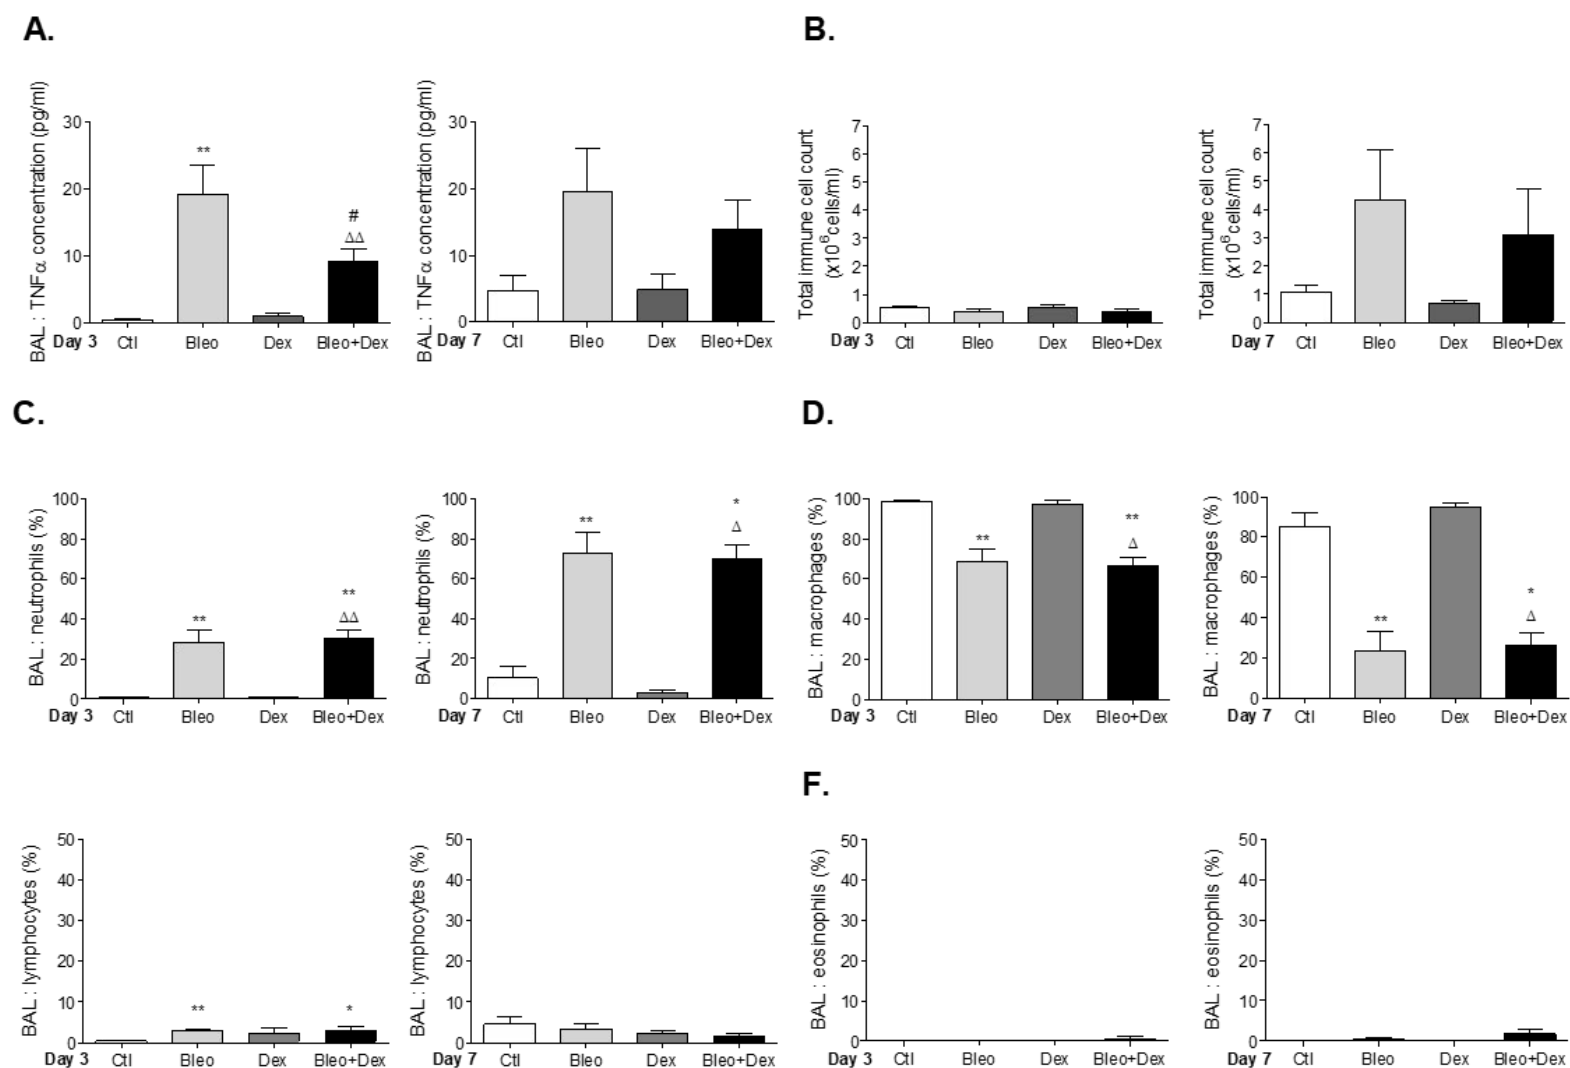 A.
BAL : TNFα concentration (pg/ml)
30
20
10
0
**
#
ΔΔ
Day 3 Ctl Bleo Dex Bleo+Dex
BAL : TNFα concentration (pg/ml)
30
20
10
0
Day 7 Ctl Bleo Dex Bleo+Dex
B.
Total immune cell count
(x10⁶cells/ml)
7
6
5
4
3
2
1
0
Day 3 Ctl Bleo Dex Bleo+Dex
Total immune cell count
(x10⁶cells/ml)
7
6
5
4
3
2
1
0
Day 7 Ctl Bleo Dex Bleo+Dex
C.
BAL : neutrophils (%)
100
80
60
40
20
0
**
**
ΔΔ
Day 3 Ctl Bleo Dex Bleo+Dex
BAL : neutrophils (%)
100
80
60
40
20
0
**
*
Δ
Day 7 Ctl Bleo Dex Bleo+Dex
D.
BAL : macrophages (%)
100
80
60
40
20
0
**
**
Δ
Day 3 Ctl Bleo Dex Bleo+Dex
BAL : macrophages (%)
100
80
60
40
20
0
**
*
Δ
Day 7 Ctl Bleo Dex Bleo+Dex
BAL : lymphocytes (%)
50
40
30
20
10
0
**
*
Day 3 Ctl Bleo Dex Bleo+Dex
BAL : lymphocytes (%)
50
40
30
20
10
0
Day 7 Ctl Bleo Dex Bleo+Dex
F.
BAL : eosinophils (%)
50
40
30
20
10
0
Day 3 Ctl Bleo Dex Bleo+Dex
BAL : eosinophils (%)
50
40
30
20
10
0
Day 7 Ctl Bleo Dex Bleo+Dex